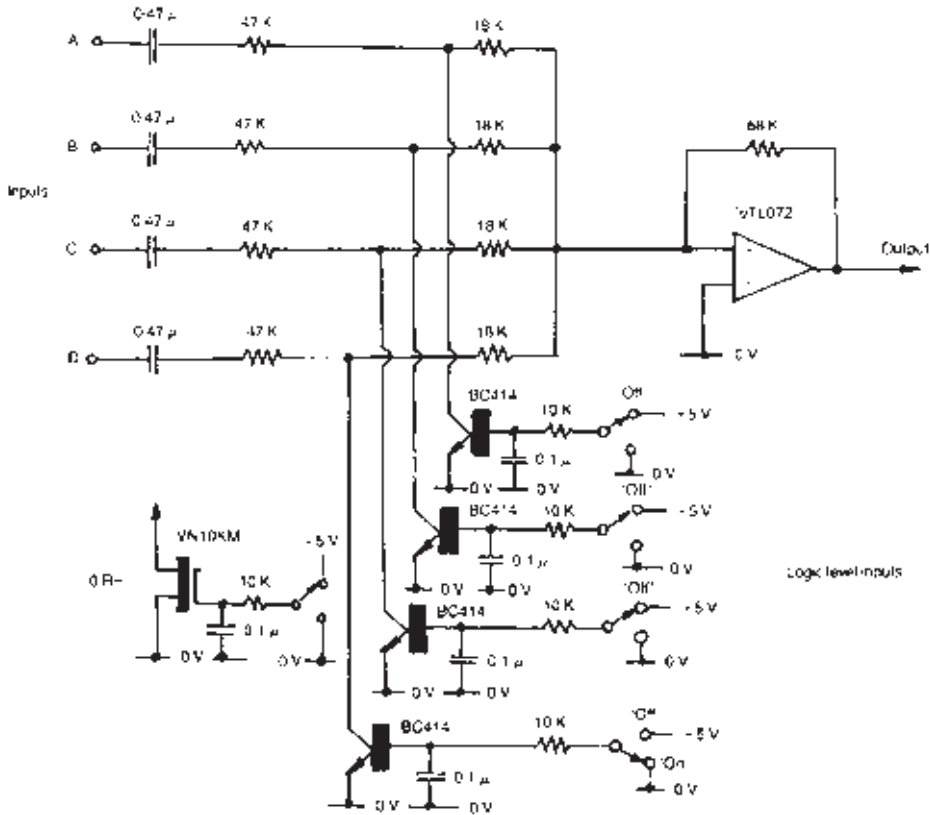 0·47 µ
47 K
18 K
A
0·47 µ
47 K
18 K
68 K
B
Inputs
½TL072
0·47 µ
47 K
18 K
C
Output
0·47 µ
47 K
18 K
D
0 V
BC414
10 K
+5 V
0·1 µ
0 V
0 V
0 V
BC414
10 K
'Off'
+5 V
VN10KM
+5 V
0·1 µ
10 K
0 V
0 V
0 V
Logic level inputs
BC414
10 K
'Off'
+5 V
0·1 µ
0·1 µ
0 V
0 V
0 V
0 V
0 V
BC414
10 K
+5 V
0·1 µ
'On
0 V
0 V
0 V